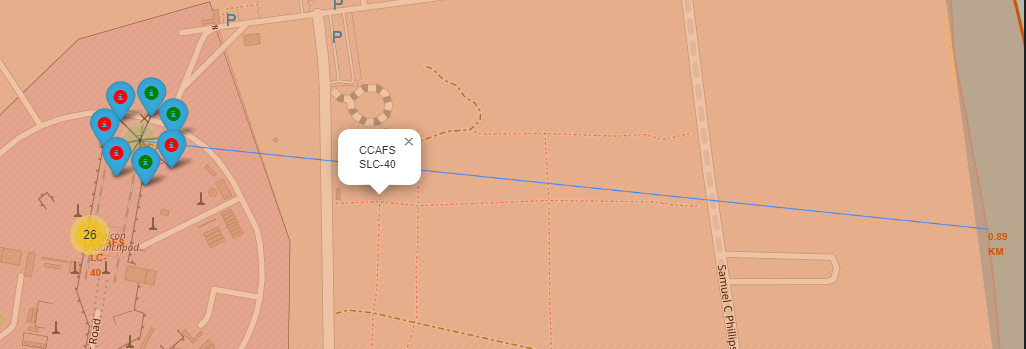 P
P
P
CCAFS
SLC-40
×
26
0.89
KM
LC-
40
Road
Samuel C Phillips